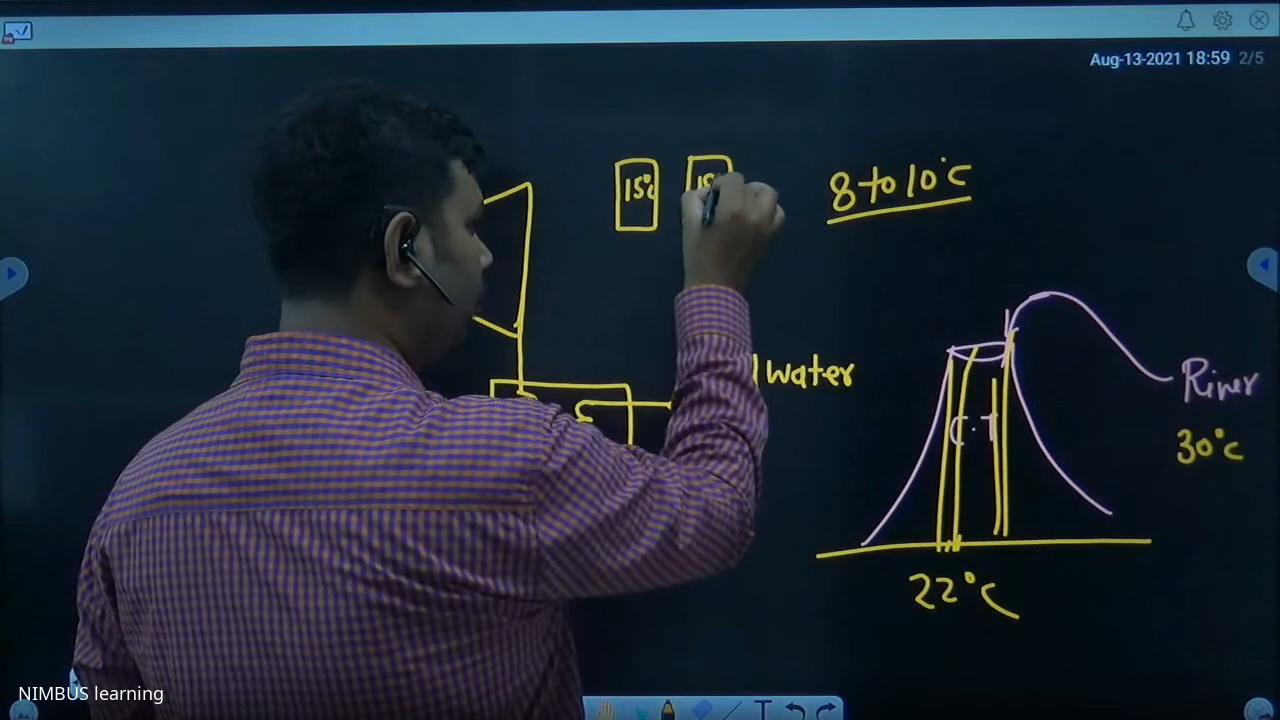 Aug-13-2021 18:59 2/5
15°C
8 to 10°C
water
C.T
River
30°C
22°C
NIMBUS learning